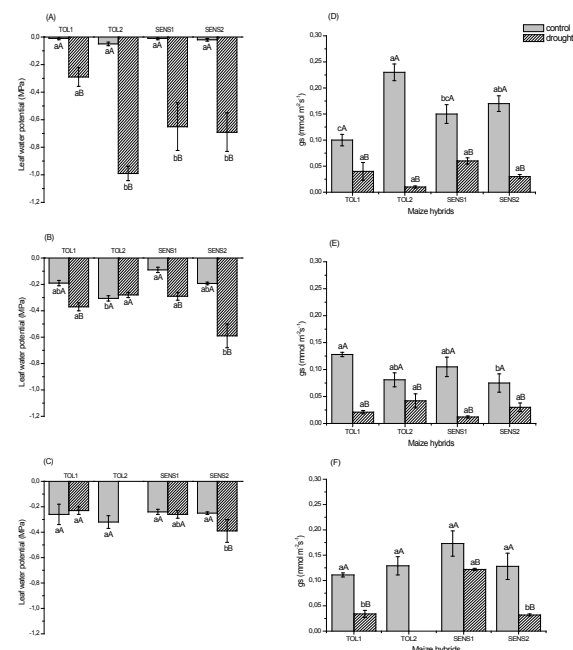 (A)
TOL1 TOL2 SENS1 SENS2
0,0
-0,2
-0,4
-0,6
-0,8
-1,0
-1,2
Leaf water potential (MPa)
aA aA aA aA
aB
bB bB
bB
(D)
control
drought
0,30
0,25
0,20
0,15
0,10
0,05
0,00
gs (mmol m⁻²s⁻¹)
cA aB aA aB bcA aB abA aB
TOL1 TOL2 SENS1 SENS2
Maize hybrids
(B)
TOL1 TOL2 SENS1 SENS2
0,0
-0,2
-0,4
-0,6
-0,8
-1,0
-1,2
Leaf water potential (MPa)
abA aB bA aA aA aB abA bB
(E)
0,30
0,25
0,20
0,15
0,10
0,05
0,00
gs (mmol m⁻²s⁻¹)
aA aB abA aB abA aB bA aB
TOL1 TOL2 SENS1 SENS2
Maize hybrids
(C)
TOL1 TOL2 SENS1 SENS2
0,0
-0,2
-0,4
-0,6
-0,8
-1,0
-1,2
Leaf water potential (MPa)
aA aA aA aA abA aA bB
(F)
0,30
0,25
0,20
0,15
0,10
0,05
0,00
gs (mmol m⁻²s⁻¹)
aA bB aA aA aB aA bB
TOL1 TOL2 SENS1 SENS2
Maize hybrids